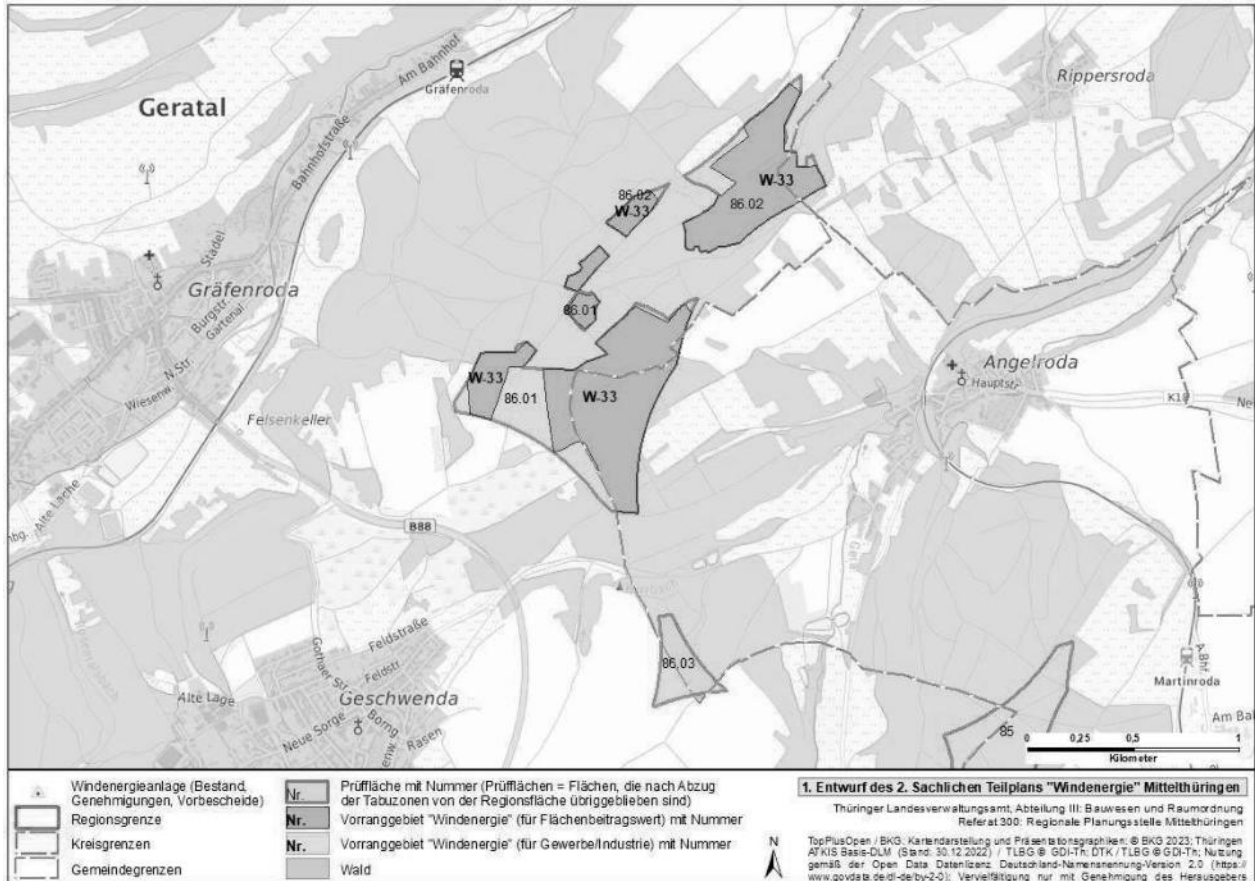 Geratal
Am Bahnhof
Gräfenroda
Bahnhofstraße
Rippersroda
86.02
W-33
W-33
86.02
Stadel
Gräfenroda
Burgstr.
Gartenal
86.01
N. Str.
Wiesenw.
W-33
86.01
W-33
Angelroda
Hauptstr.
Felsenkeller
Alte Lache
B88
Gera
Feldstraße
Gothaer Str.
Feldstr
Alte Lage
Geschwenda
Neue Sorge
Borng.
Rasen
86.03
A.Bhf.
Martinroda
85
Am Ba
0 0,25 0,5 1
Kilometer
Windenergieanlage (Bestand,
Genehmigungen, Vorbescheide)
Regionsgrenze
Kreisgrenzen
Gemeindegrenzen
Nr. Prüffläche mit Nummer (Prüfflächen = Flächen, die nach Abzug
der Tabuzonen von der Regionsfläche übriggeblieben sind)
Nr. Vorranggebiet "Windenergie" (für Flächenbeitragswert) mit Nummer
Nr. Vorranggebiet "Windenergie" (für Gewerbe/Industrie) mit Nummer
Wald
N
1. Entwurf des 2. Sachlichen Teilplans "Windenergie" Mittelthüringen
Thüringer Landesverwaltungsamt, Abteilung III: Bauwesen und Raumordnung
Referat 300: Regionale Planungsstelle Mittelthüringen
TopPlusOpen / BKG: Kartendarstellung und Präsentationsgraphiken: © BKG 2023; Thüringen
ATKIS Basis-DLM (Stand: 30.12.2022) / TLBG © GDI-Th; DTK / TLBG © GDI-Th; Nutzung
gemäß der Open Data Datenlizenz Deutschland-Namensnennung-Version 2.0 (https://
www.govdata.de/dl-de/by-2-0); Vervielfältigung nur mit Genehmigung des Herausgebers